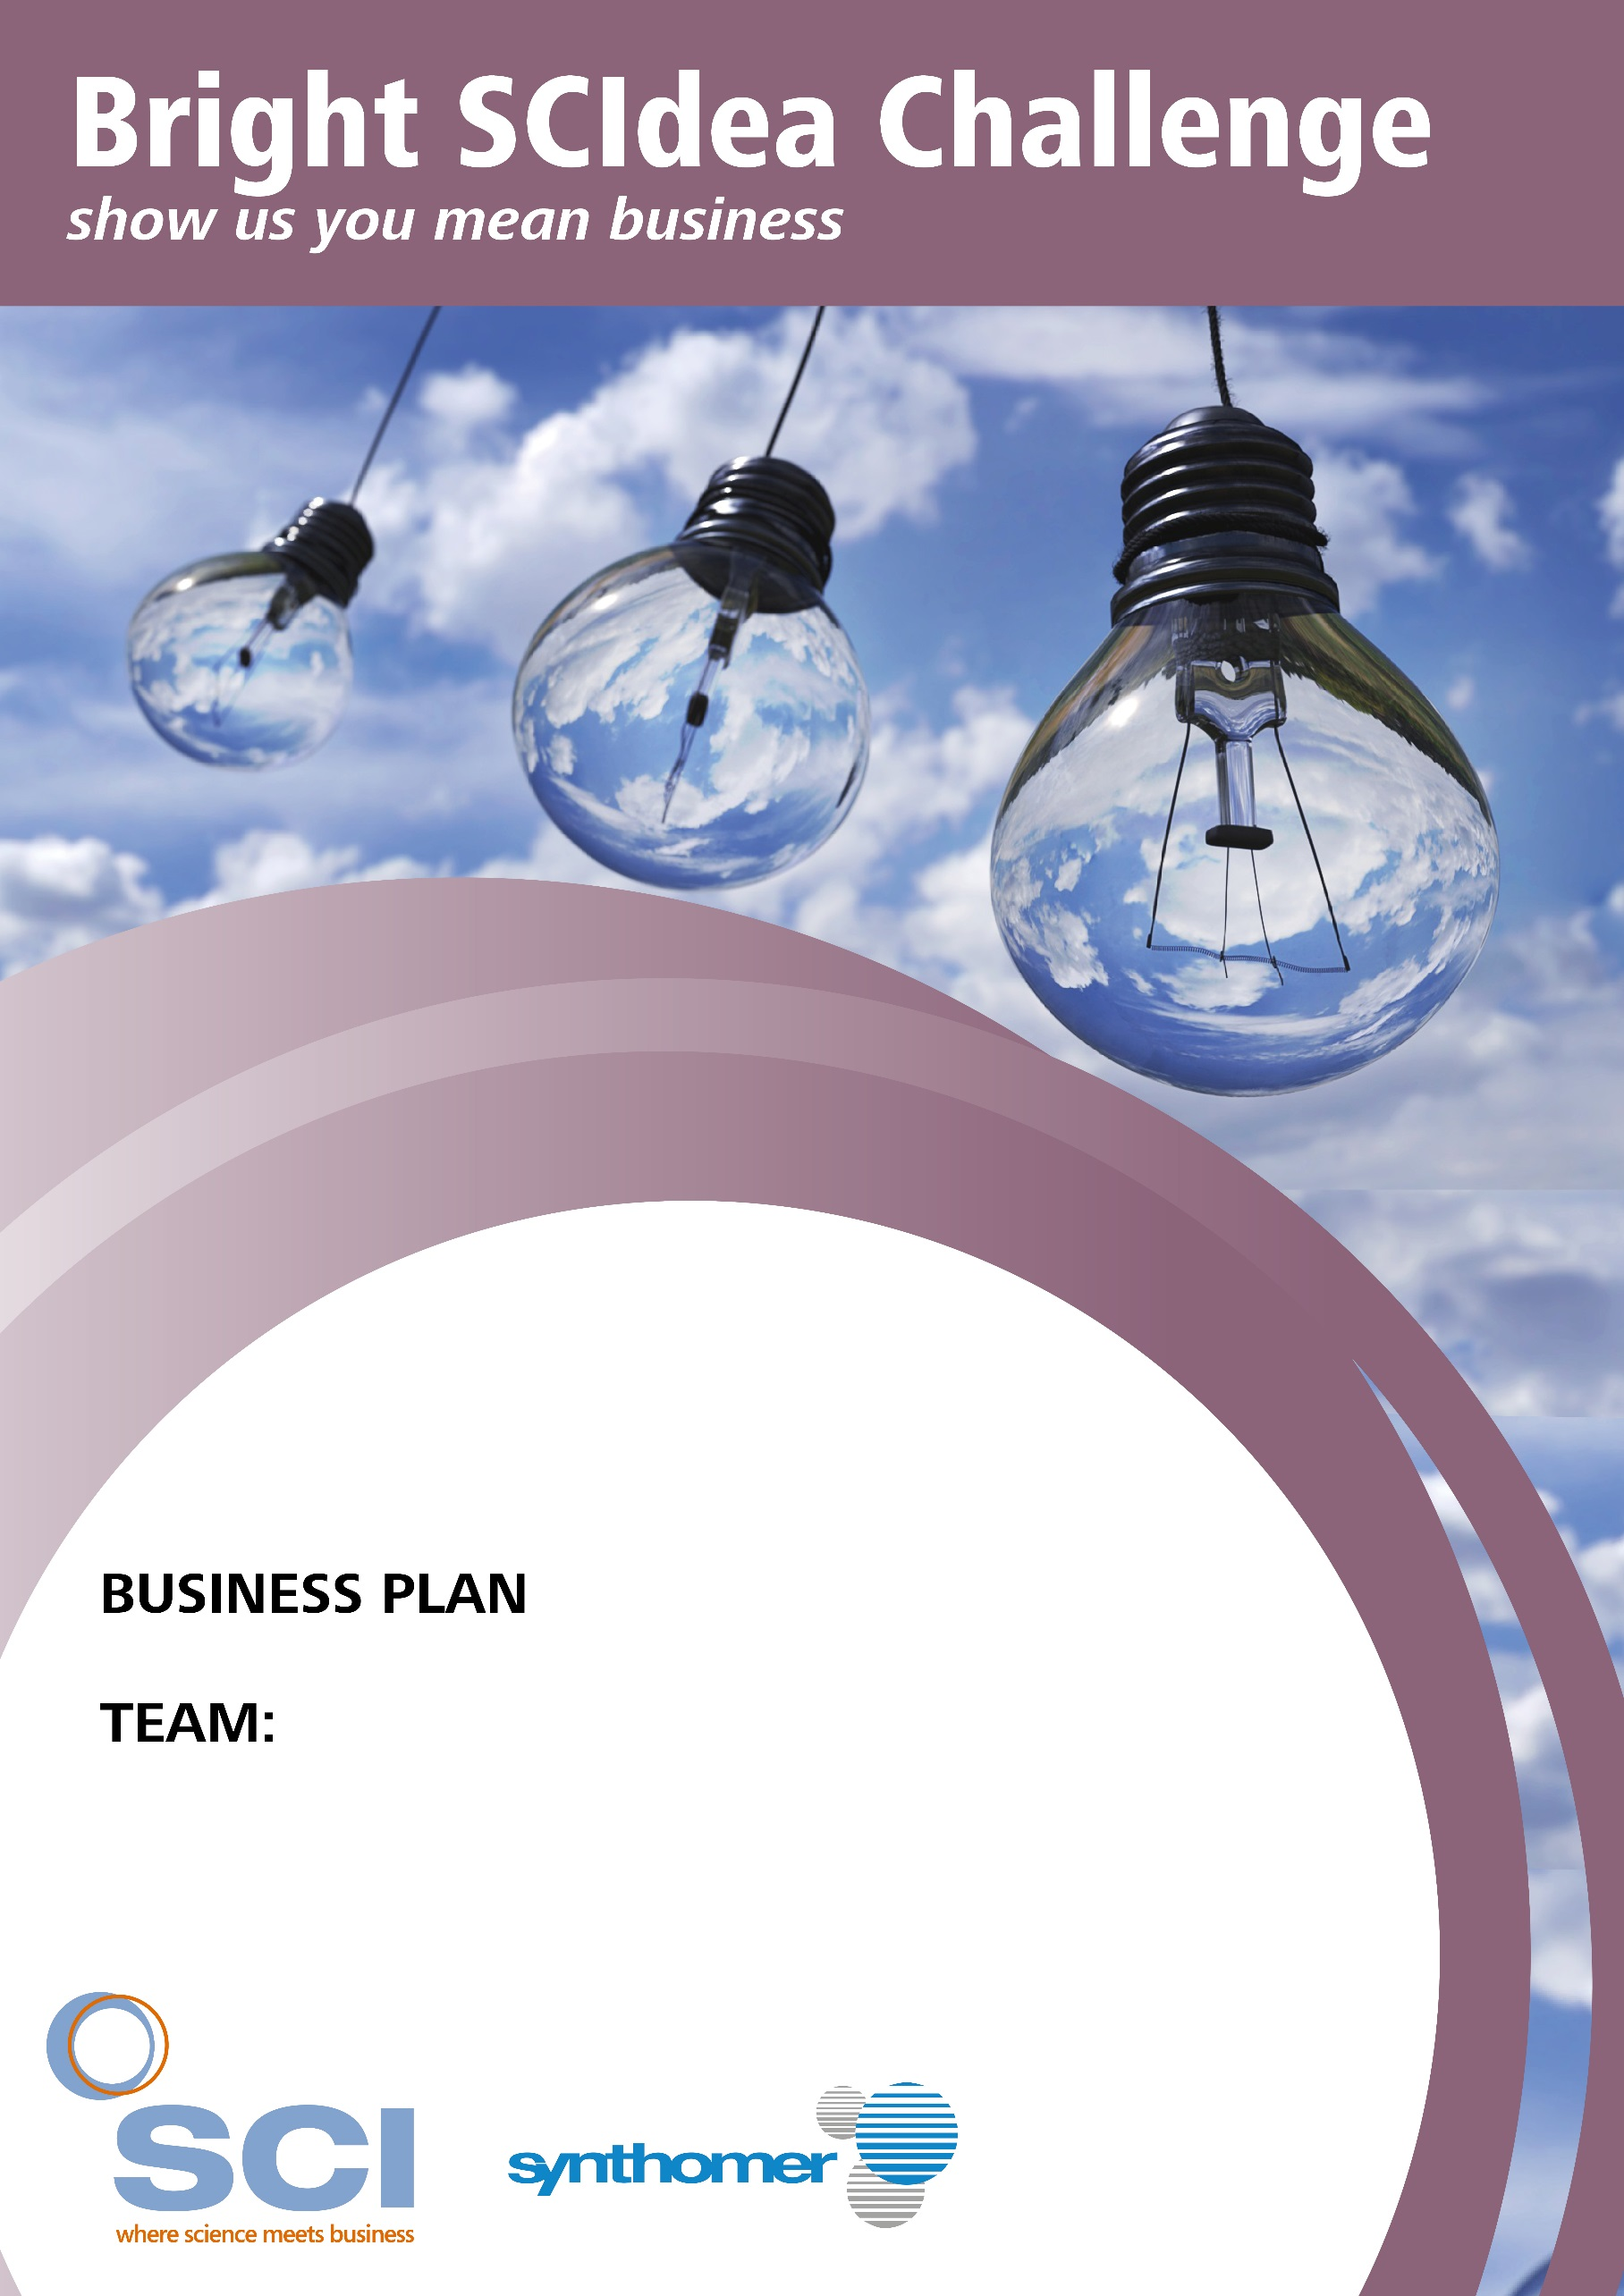 Bright SCIdea Challenge
show us you mean business
BUSINESS PLAN
TEAM:
SCI
where science meets business
synthomer